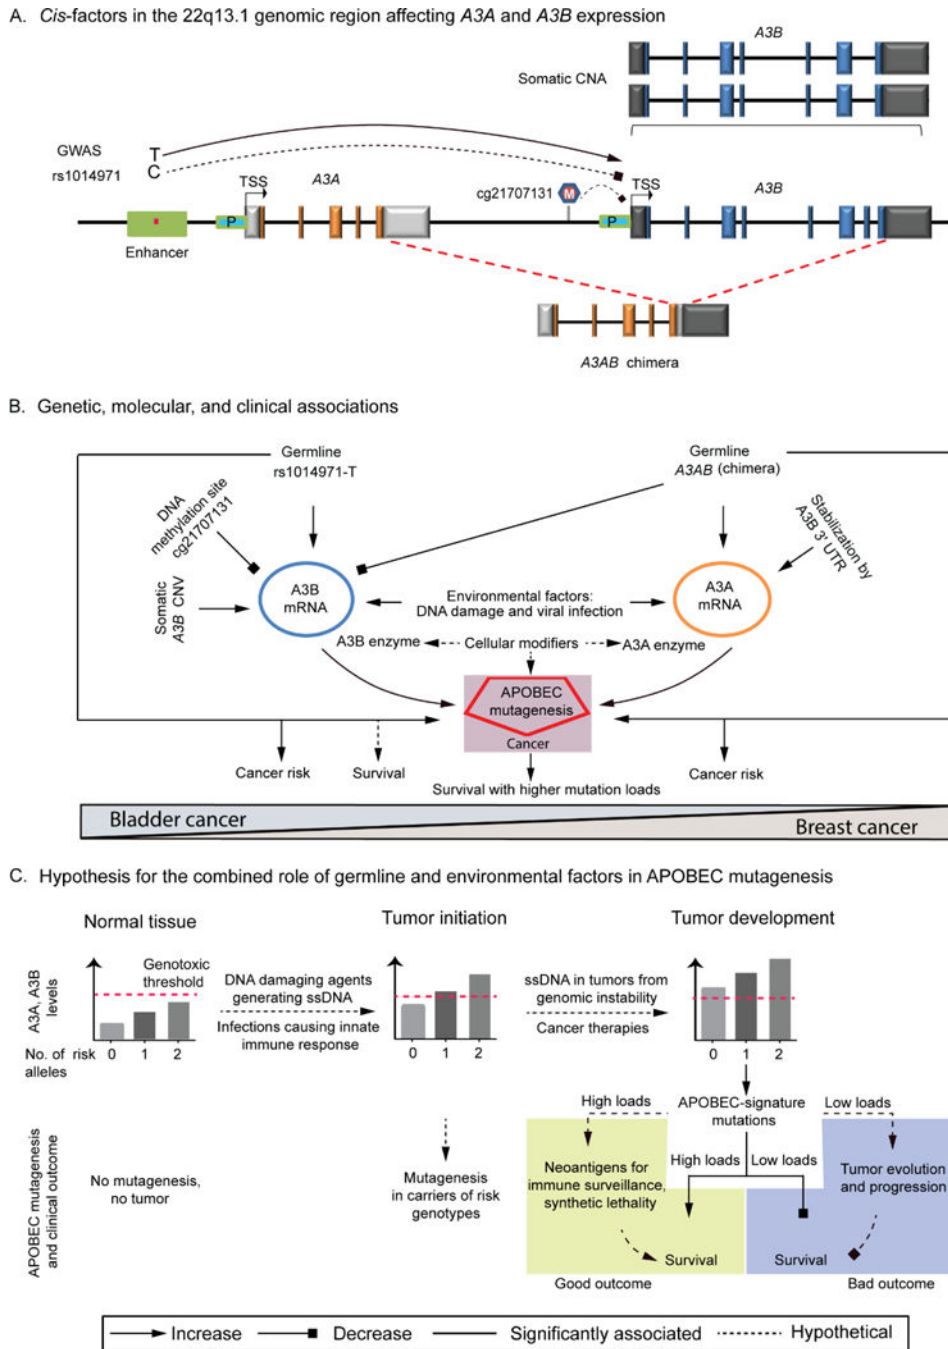 A. Cis-factors in the 22q13.1 genomic region affecting A3A and A3B expression
A3B
Somatic CNA
GWAS
rs1014971
T
C
TSS
A3A
cg21707131
M
TSS
A3B
P
P
Enhancer
A3AB chimera
B. Genetic, molecular, and clinical associations
Germline
rs1014971-T
Germline
A3AB (chimera)
DNA
methylation site
cg21707131
Stabilization by
A3B 3' UTR
Somatic
A3B CNV
A3B
mRNA
Environmental factors:
DNA damage and viral infection
A3A
mRNA
A3B enzyme
Cellular modifiers
A3A enzyme
APOBEC
mutagenesis
Cancer
Cancer risk
Survival
Survival with higher mutation loads
Cancer risk
Bladder cancer
Breast cancer
C. Hypothesis for the combined role of germline and environmental factors in APOBEC mutagenesis
Normal tissue
Tumor initiation
Tumor development
A3A, A3B
levels
Genotoxic
threshold
DNA damaging agents
generating ssDNA
Infections causing innate
immune response
ssDNA in tumors from
genomic instability
Cancer therapies
No. of risk
alleles
0 1 2
0 1 2
0 1 2
APOBEC mutagenesis
and clinical outcome
No mutagenesis,
no tumor
Mutagenesis
in carriers of risk
genotypes
High loads
APOBEC-signature
mutations
Low loads
Neoantigens for
immune surveillance,
synthetic lethality
High loads
Low loads
Tumor evolution
and progression
Survival
Survival
Good outcome
Bad outcome
Increase
Decrease
Significantly associated
Hypothetical